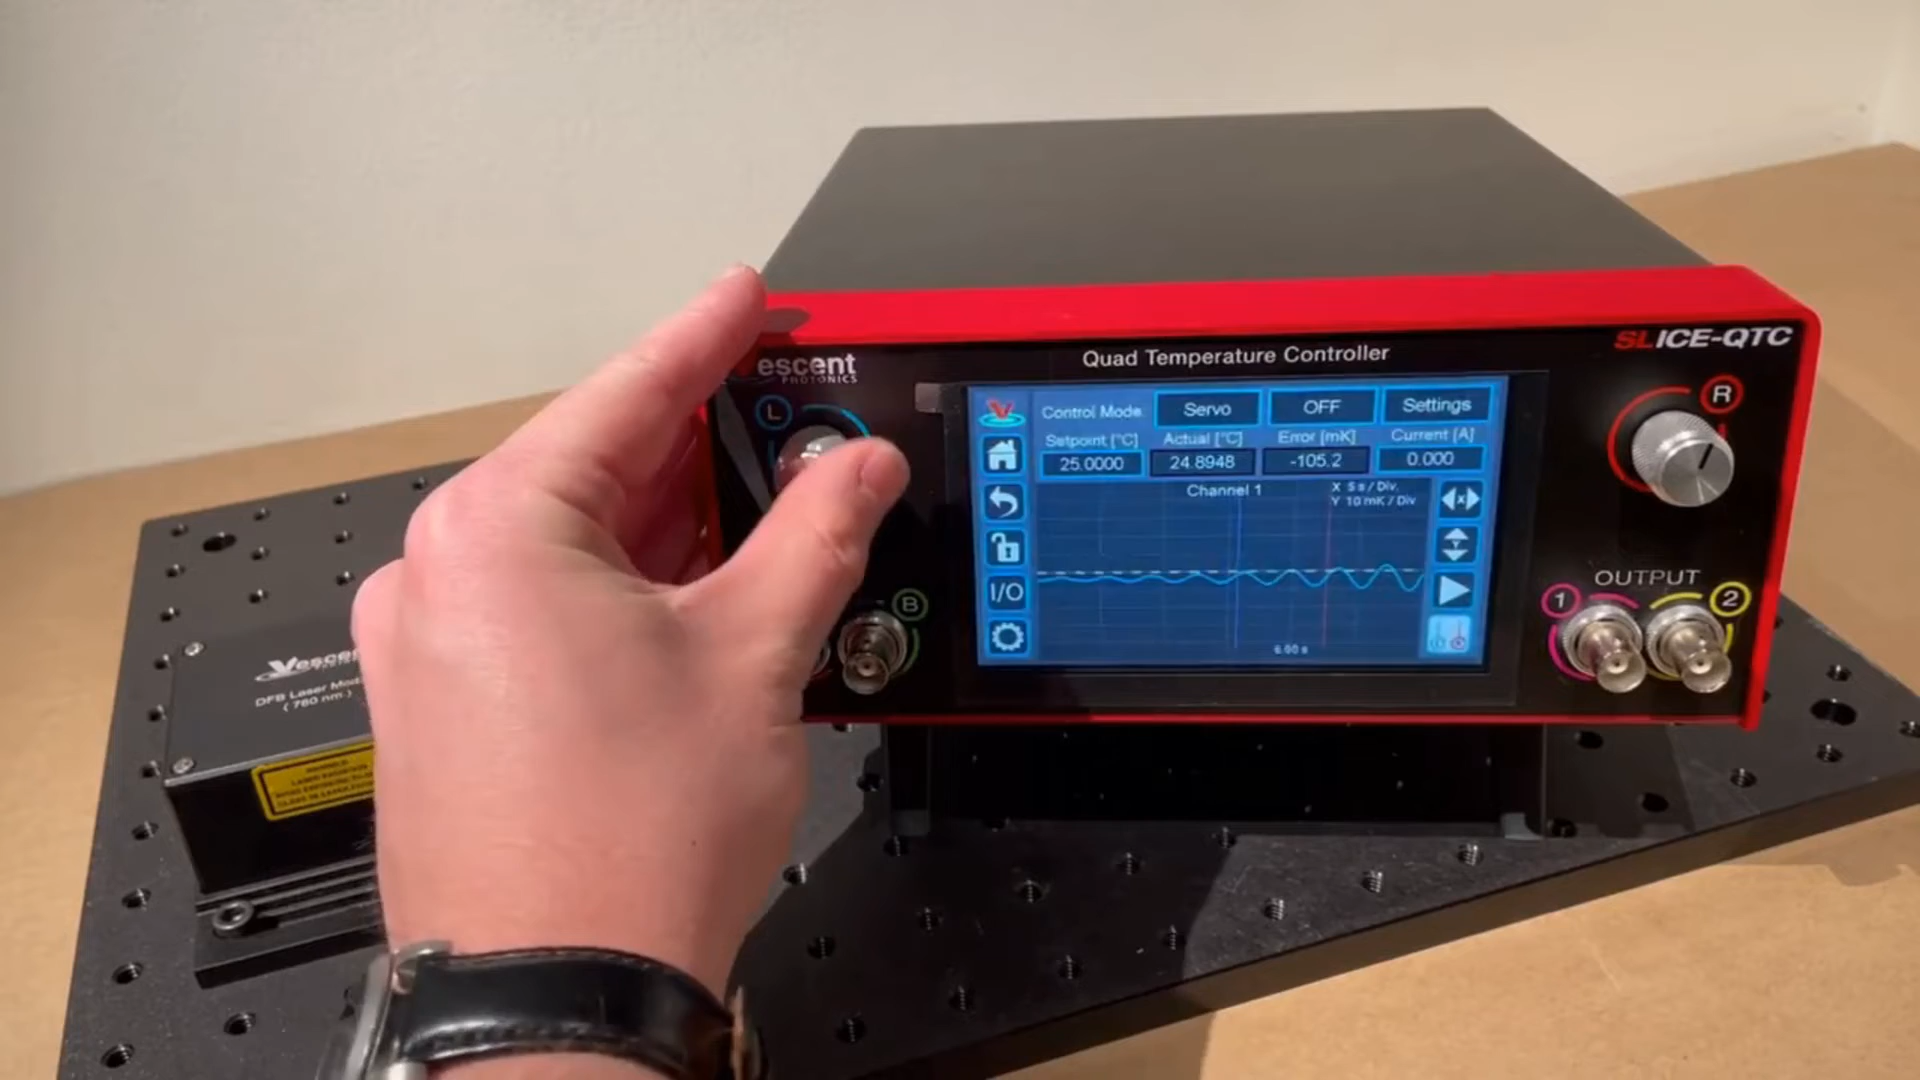 Vescent
PHOTONICS
Quad Temperature Controller
SLICE-QTC
L
R
Control Mode
Servo
OFF
Settings
Setpoint [°C]
Actual [°C]
Error [mK]
Current [A]
25.0000
24.8948
-105.2
0.000
Channel 1
X 5 s / Div.
Y 10 mK / Div
X
Y
I/O
6.00 s
B
OUTPUT
1
2
Vescent
DFB Laser
(780 nm)